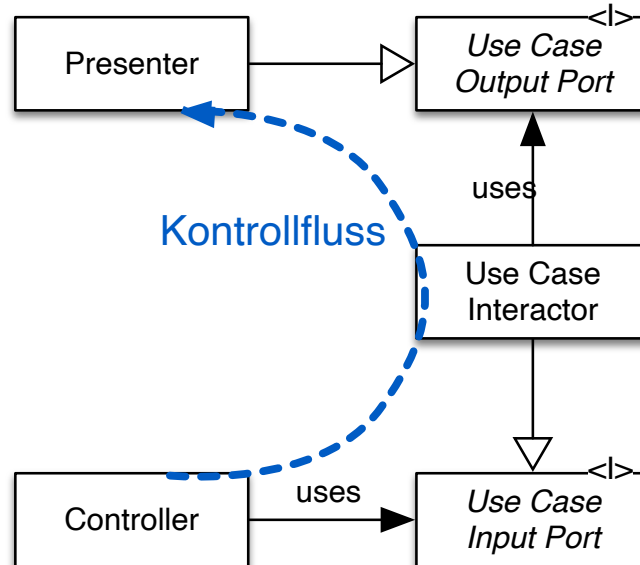 <I>
Presenter
Use Case
Output Port
uses
Kontrollfluss
Use Case
Interactor
<I>
uses
Controller
Use Case
Input Port